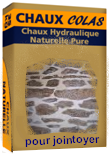 CHAUX COLAS
Chaux Hydraulique
Naturelle Pure
pour jointoyer